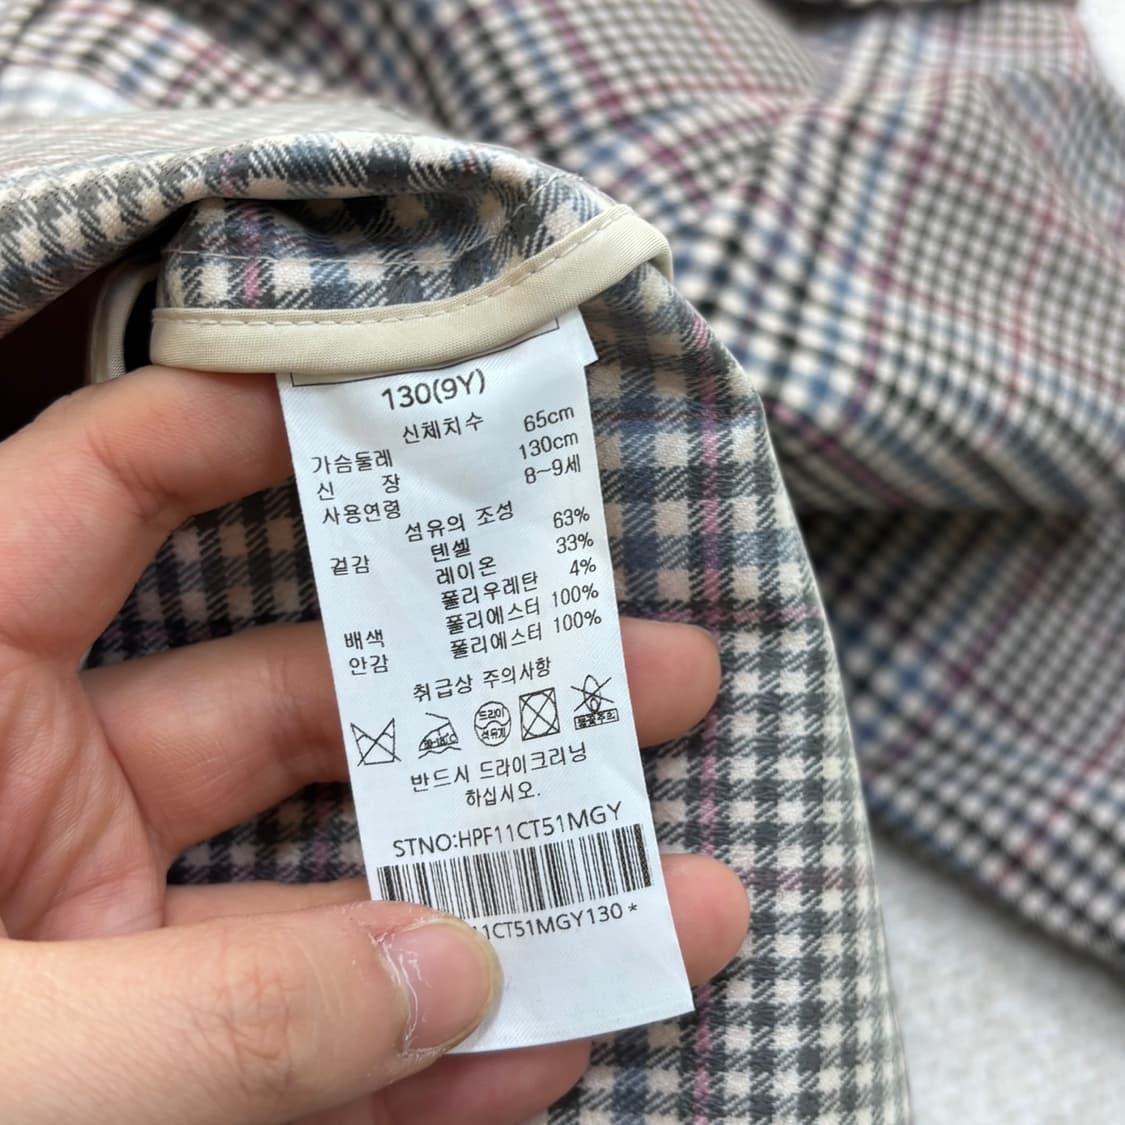 130(9Y)
신체치수
가슴둘레 65cm
신 장 130cm
사용연령 8~9세
섬유의 조성
겉감 텐셀 63%
레이온 33%
폴리우레탄 4%
배색 폴리에스터 100%
안감 폴리에스터 100%
취급상 주의사항
드라이
석유계
반드시 드라이크리닝
하십시오.
STNO:HPF11CT51MGY
11CT51MGY130*